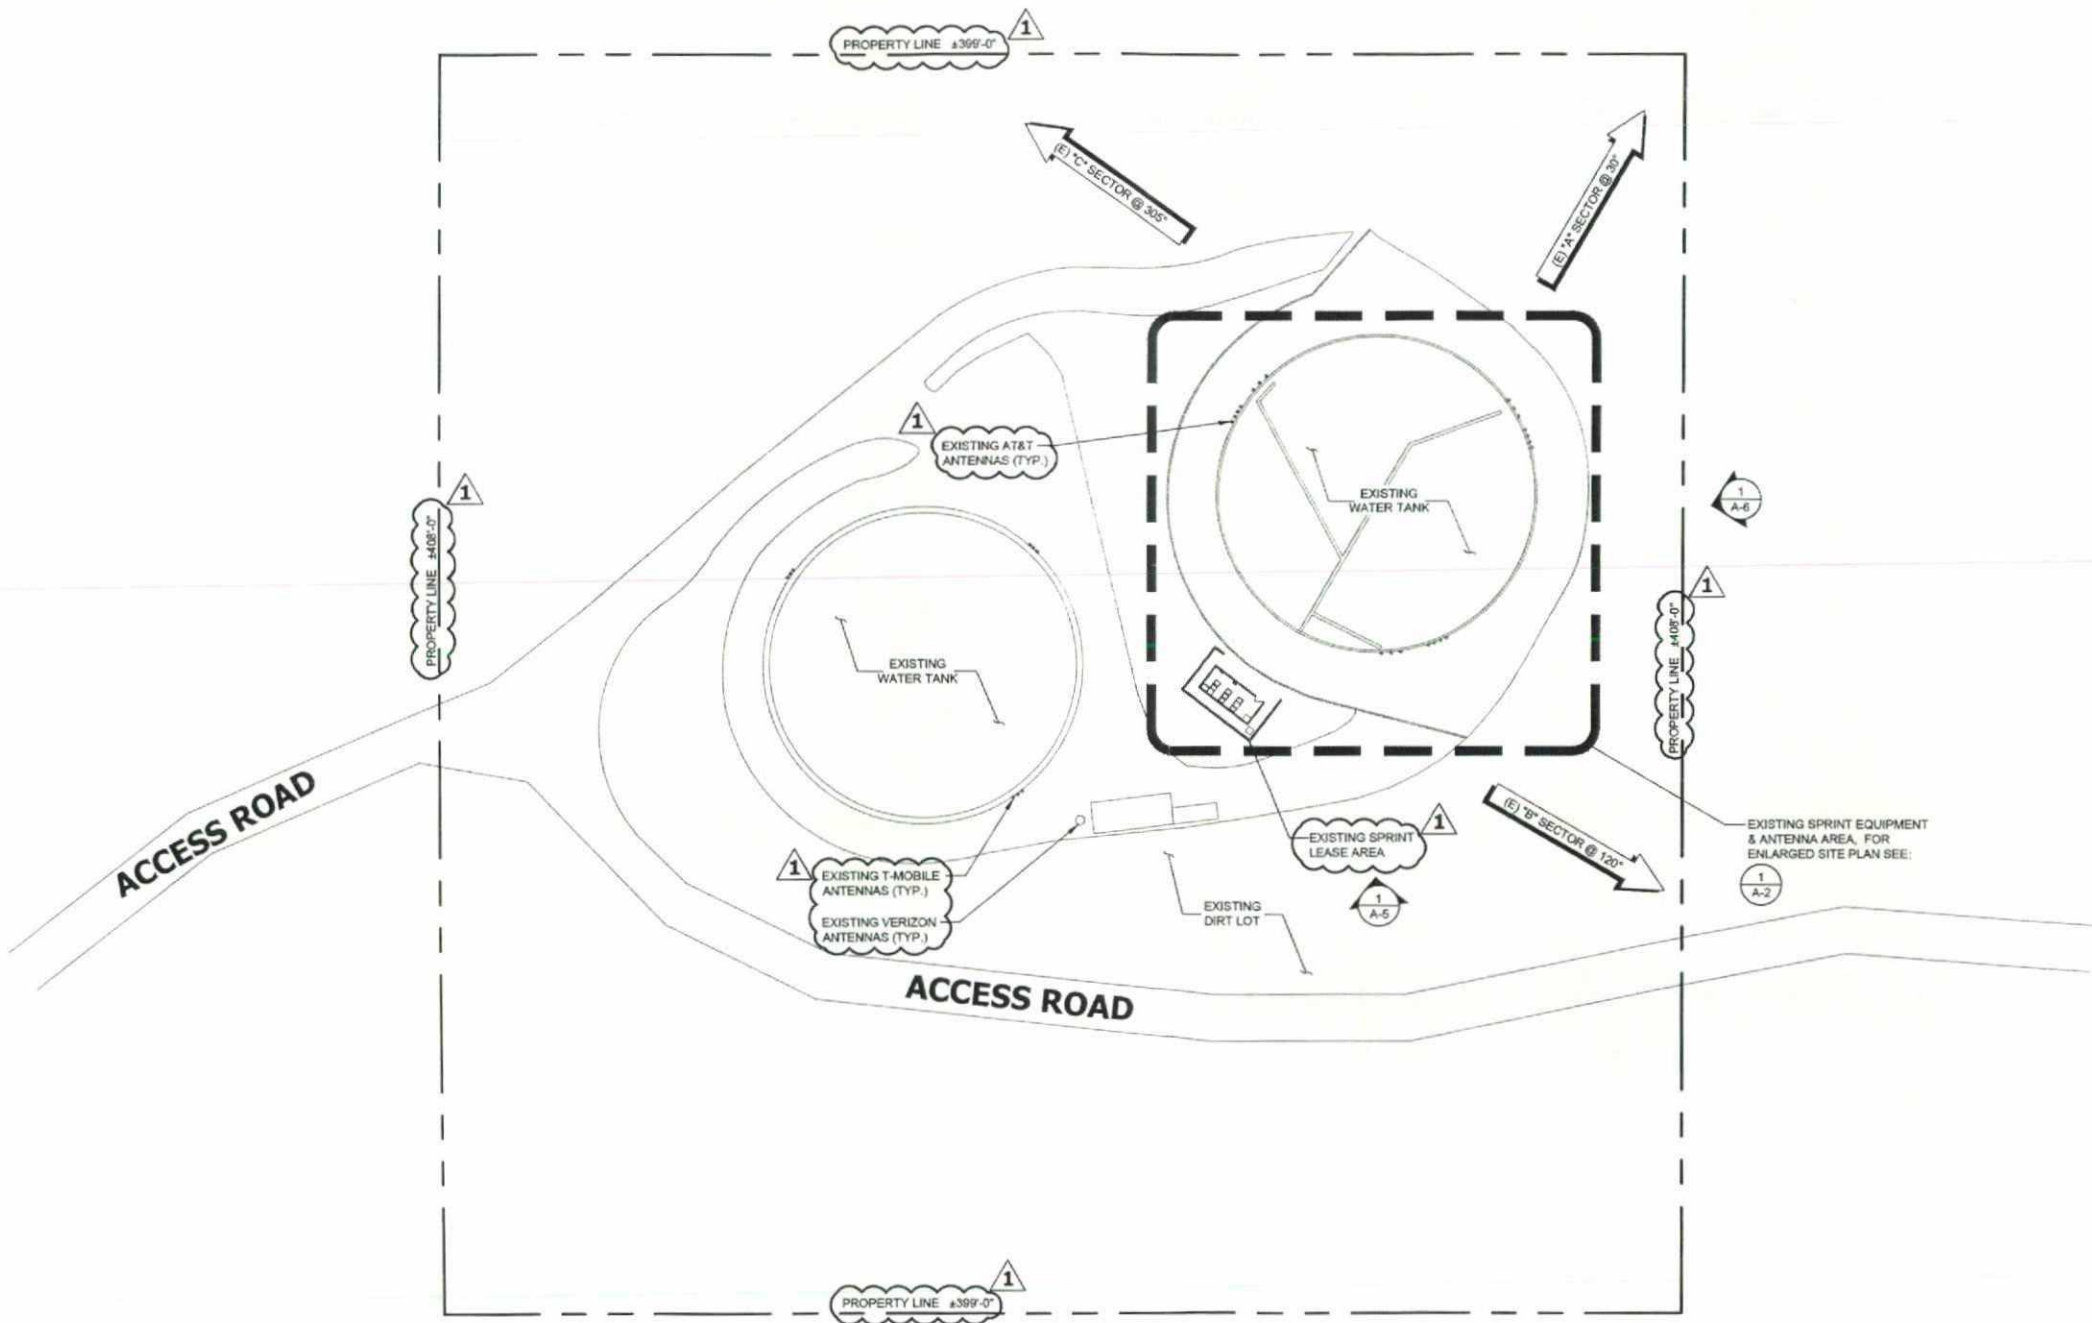 PROPERTY LINE ±399'-0"
1
(E) "C" SECTOR @ 305°
(E) "A" SECTOR @ 30°
1
EXISTING AT&T
ANTENNAS (TYP.)
1
PROPERTY LINE ±408'-0"
EXISTING
WATER TANK
1
A-6
1
PROPERTY LINE ±408'-0"
EXISTING
WATER TANK
ACCESS ROAD
1
EXISTING T-MOBILE
ANTENNAS (TYP.)
EXISTING VERIZON
ANTENNAS (TYP.)
EXISTING SPRINT
LEASE AREA
1
(E) "B" SECTOR @ 120°
EXISTING SPRINT EQUIPMENT
& ANTENNA AREA, FOR
ENLARGED SITE PLAN SEE:
1
A-2
1
A-5
EXISTING
DIRT LOT
ACCESS ROAD
PROPERTY LINE ±399'-0"
1